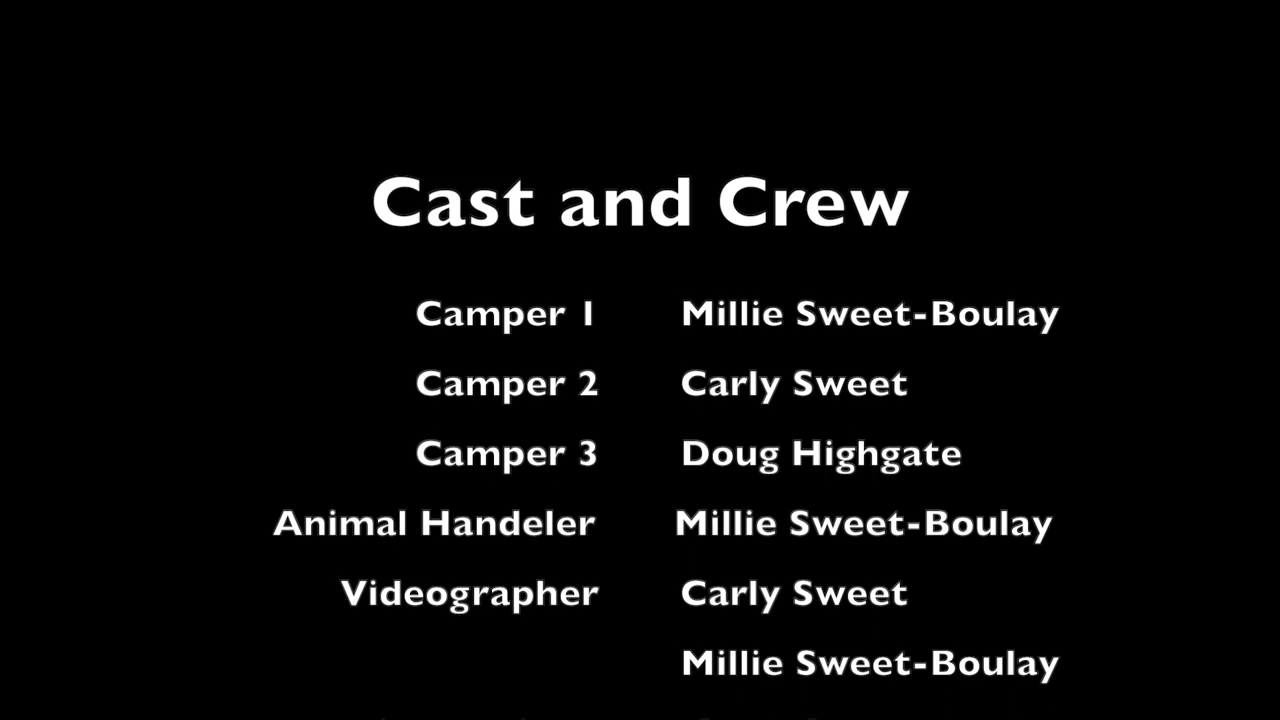 Cast and Crew
Camper 1 Millie Sweet-Boulay
Camper 2 Carly Sweet
Camper 3 Doug Highgate
Animal Handeler Millie Sweet-Boulay
Videographer Carly Sweet
Millie Sweet-Boulay